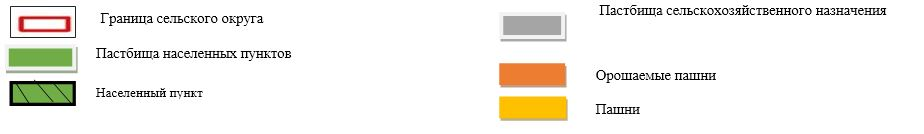 Граница сельского округа
Пастбища населенных пунктов
Населенный пункт
Пастбища сельскохозяйственного назначения
Орошаемые пашни
Пашни